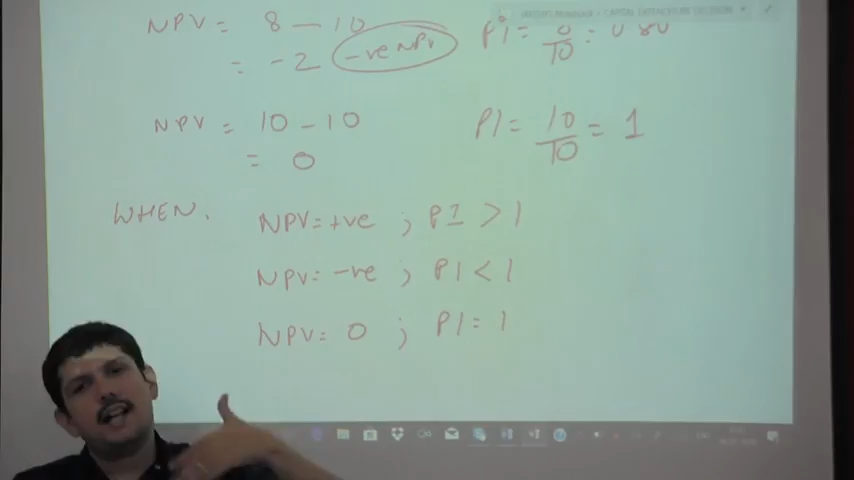 NPV = 8 — 10
= -2 -ve NPV
PI = 8/10 = 0.80
NPV = 10 - 10
= 0
PI = 10/10 = 1
WHEN,
NPV = +ve ; PI > 1
NPV = -ve ; PI < 1
NPV = 0 ; PI = 1